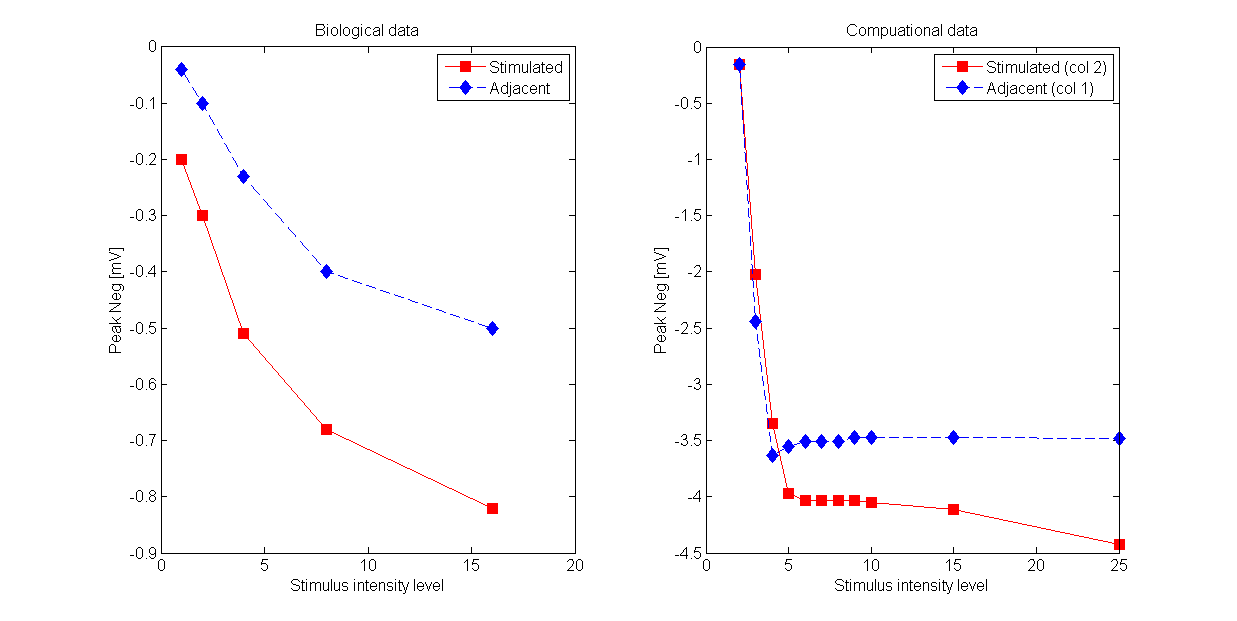 Biological data
0
-0.1
-0.2
-0.3
-0.4
-0.5
-0.6
-0.7
-0.8
-0.9
Peak Neg [mV]
Stimulated
Adjacent
0 5 10 15 20
Stimulus intensity level
Compuational data
0
-0.5
-1
-1.5
-2
-2.5
-3
-3.5
-4
-4.5
Peak Neg [mV]
Stimulated (col 2)
Adjacent (col 1)
0 5 10 15 20 25
Stimulus intensity level